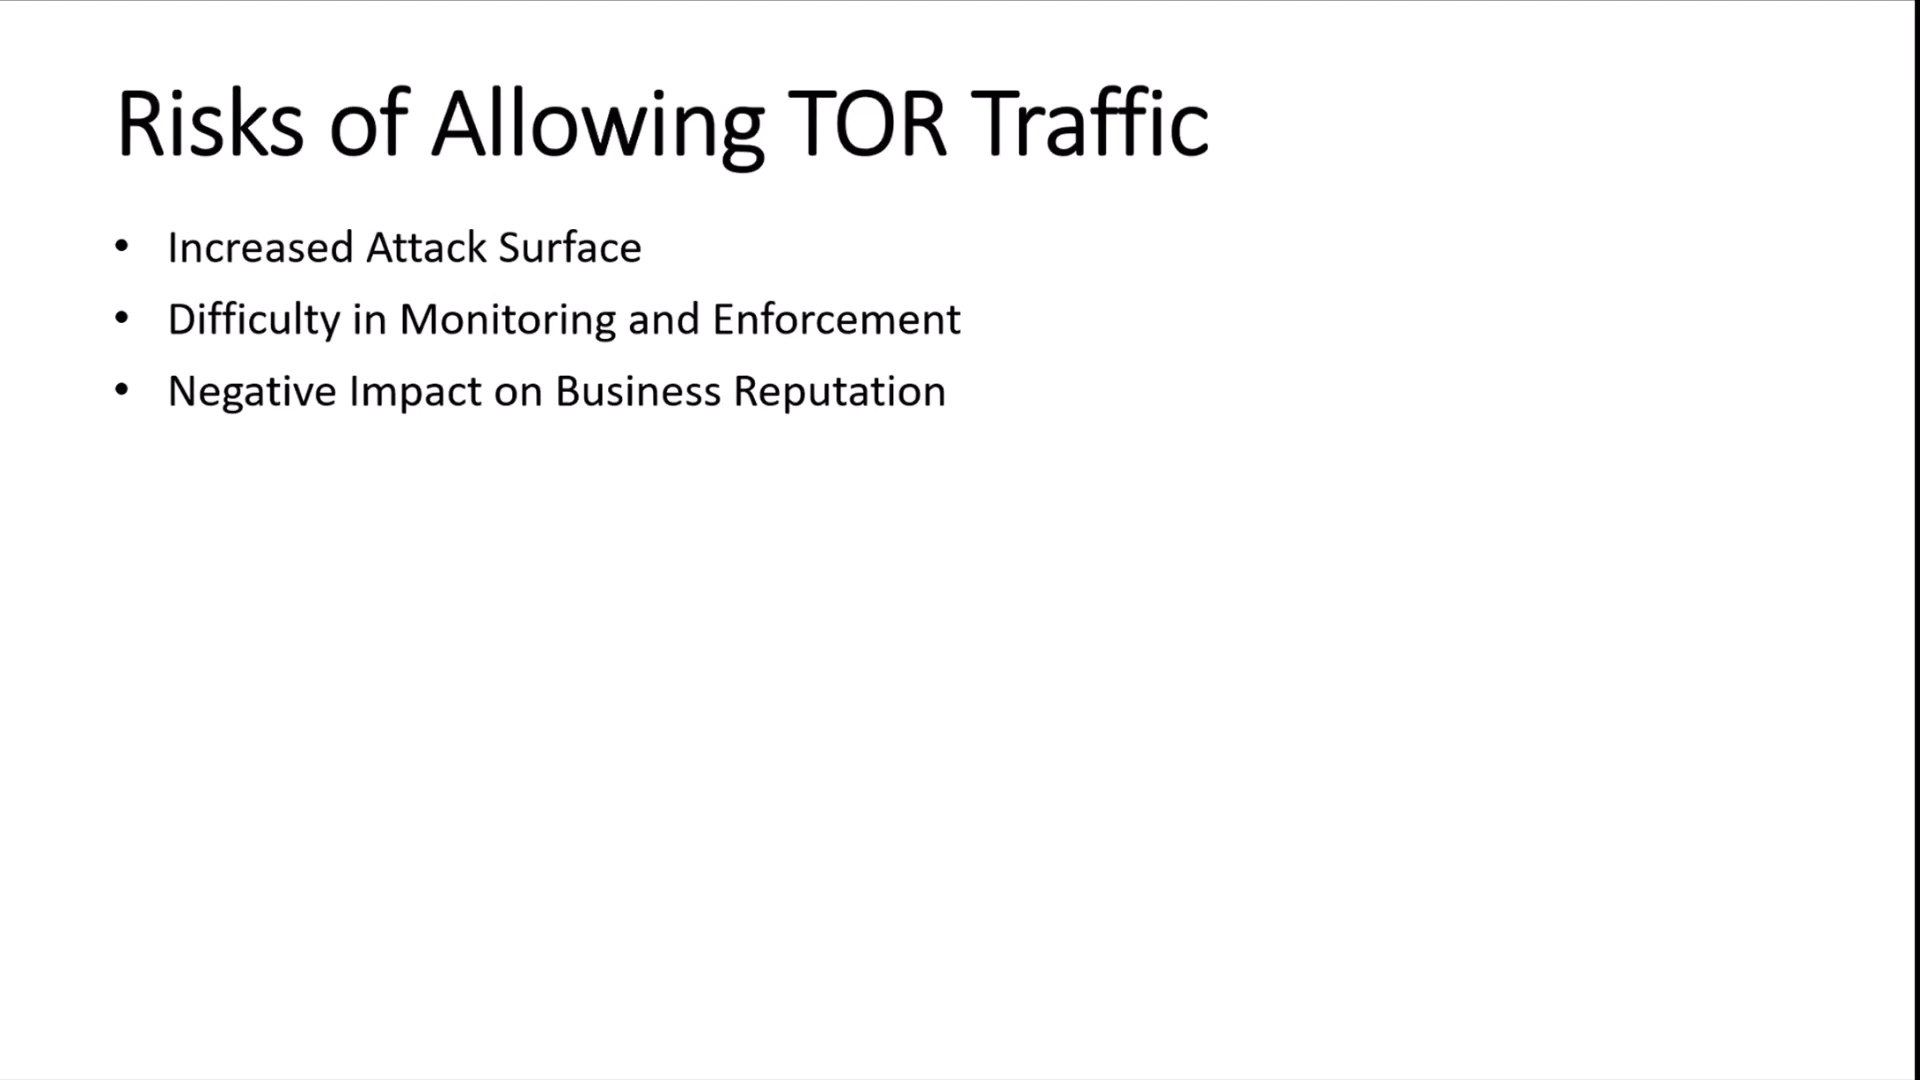 Risks of Allowing TOR Traffic
• Increased Attack Surface
• Difficulty in Monitoring and Enforcement
• Negative Impact on Business Reputation